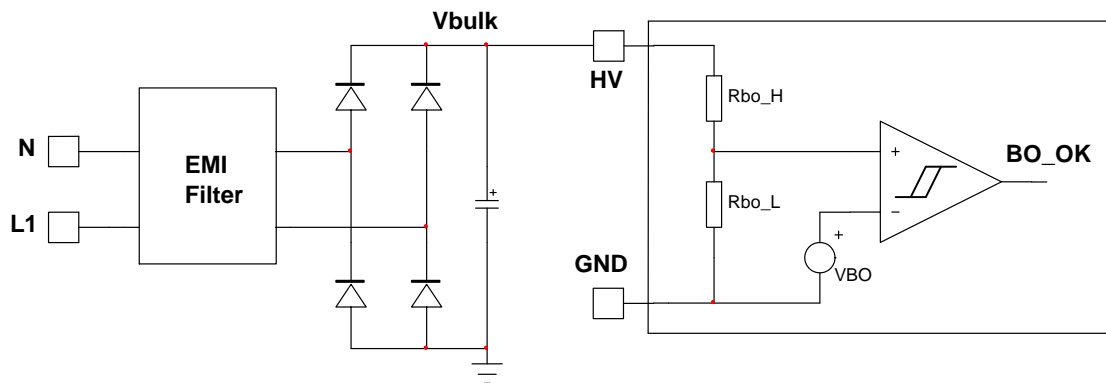 Vbulk
HV
Rbo_H
N
EMI
Filter
+
BO_OK
+
Rbo_L
−
L1
+
GND
VBO